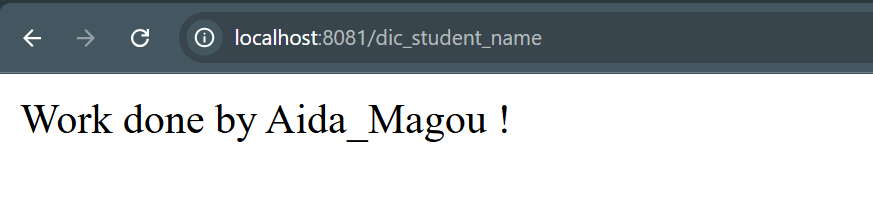 localhost:8081/dic_student_name
Work done by Aida_Magou !